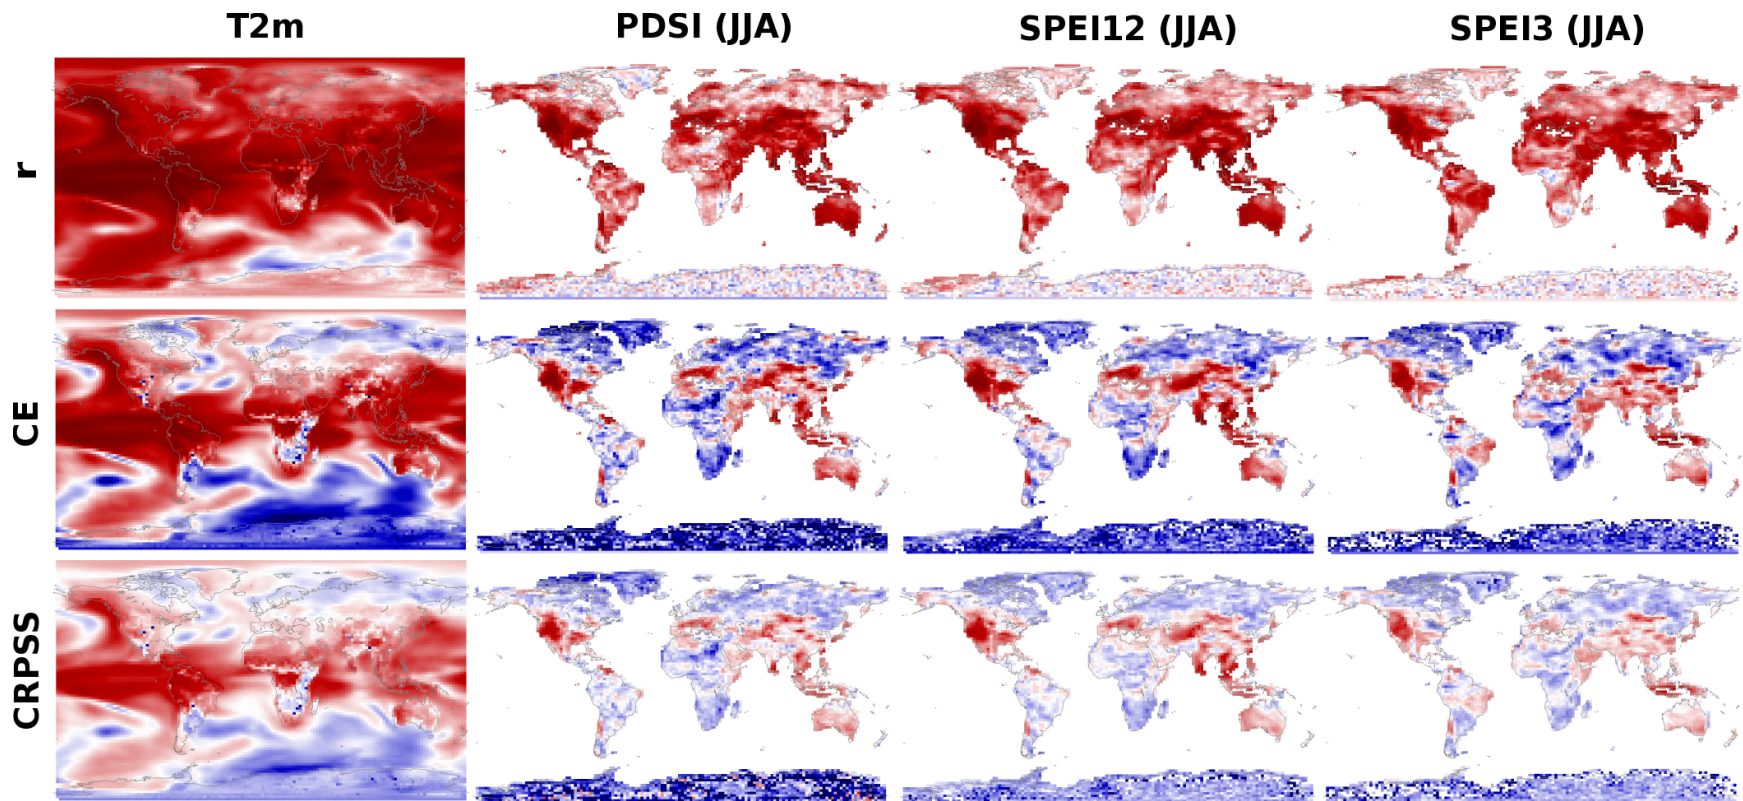 T2m
PDSI (JJA)
SPEI12 (JJA)
SPEI3 (JJA)
r
CE
CRPSS